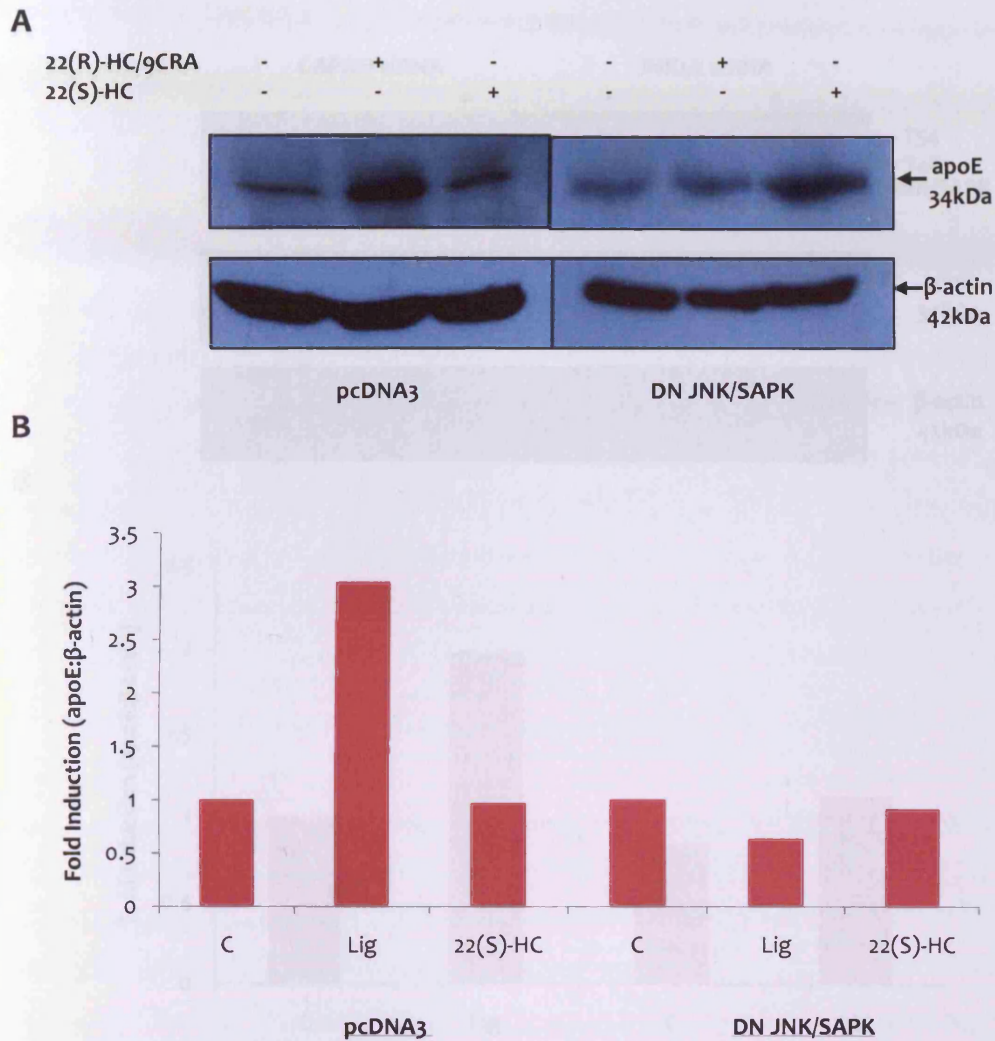 A
22(R)-HC/9CRA - + - - + -
22(S)-HC - - + - - +
apoE
34kDa
β-actin
42kDa
pcDNA3 DN JNK/SAPK
B
Fold Induction (apoE:β-actin)
3.5
3
2.5
2
1.5
1
0.5
0
C Lig 22(S)-HC C Lig 22(S)-HC
pcDNA3 DN JNK/SAPK